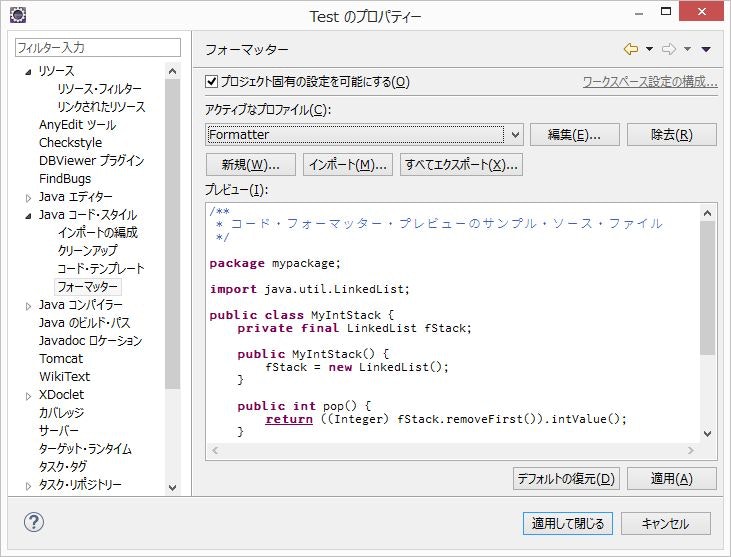 Test のプロパティー
フィルター入力
リソース
リソース・フィルター
リンクされたリソース
AnyEdit ツール
Checkstyle
DBViewer プラグイン
FindBugs
Java エディター
Java コード・スタイル
インポートの編成
クリーンアップ
コード・テンプレート
フォーマッター
Java コンパイラー
Java のビルド・パス
Javadoc ロケーション
Tomcat
WikiText
XDoclet
カバレッジ
サーバー
ターゲット・ランタイム
タスク・タグ
タスク・リポジトリー
フォーマッター
プロジェクト固有の設定を可能にする(O)
ワークスペース設定の構成...
アクティブなプロファイル(C):
Formatter
編集(E)...
除去(R)
新規(W)...
インポート(M)...
すべてエクスポート(X)...
プレビュー(I):
/**
* コード・フォーマッター・プレビューのサンプル・ソース・ファイル
*/
package mypackage;
import java.util.LinkedList;
public class MyIntStack {
private final LinkedList fStack;
public MyIntStack() {
fStack = new LinkedList();
}
public int pop() {
return ((Integer) fStack.removeFirst()).intValue();
}
デフォルトの復元(D)
適用(A)
?
適用して閉じる
キャンセル